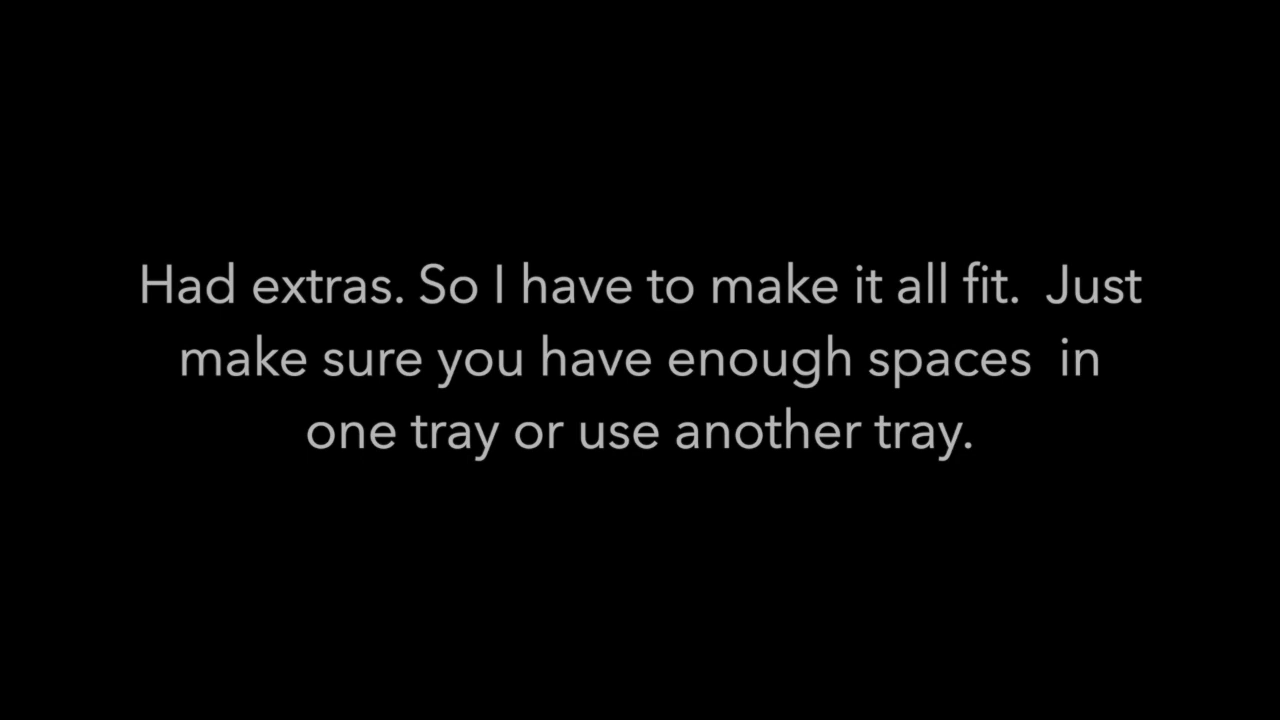 Had extras. So I have to make it all fit.  Just
make sure you have enough spaces  in
one tray or use another tray.